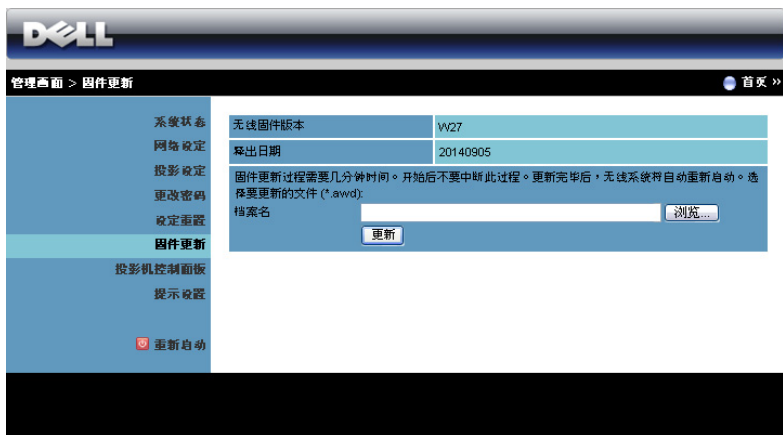 DELL
管理画面 > 固件更新
首页 »
系统状态
网络设定
投影设定
更改密码
设定重置
固件更新
投影机控制面板
提示设置
重新启动
无线固件版本 W27
释出日期 20140905
固件更新过程需要几分钟时间。开始后不要中断此过程。更新完毕后，无线系统将自动重新启动。选
择要更新的文件 (*.awd):
档案名 浏览...
更新